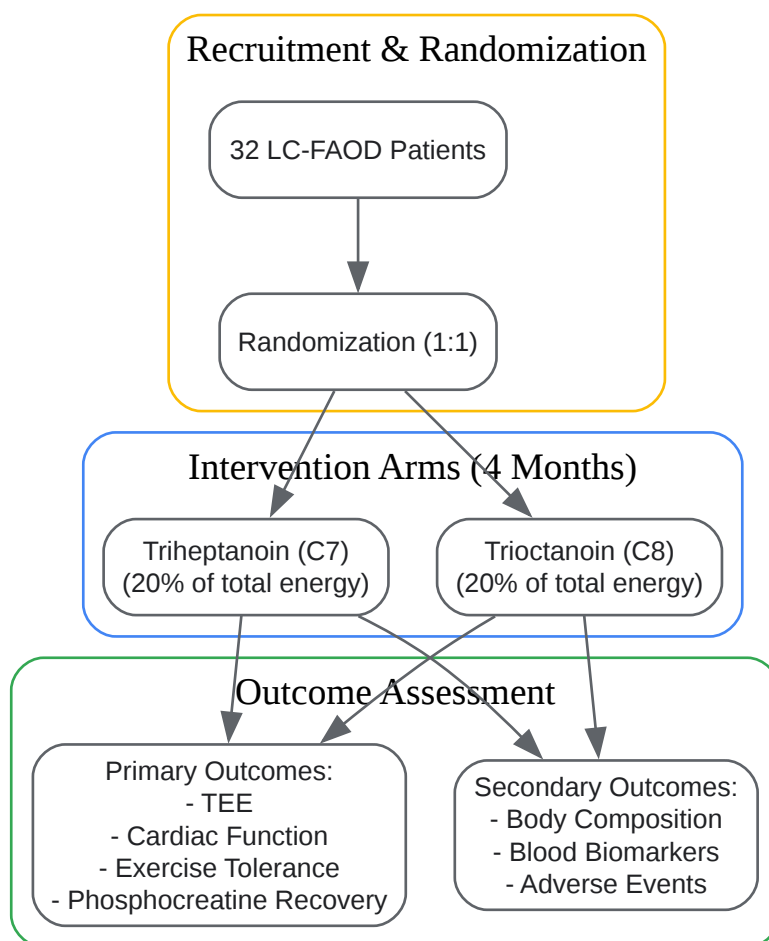 Recruitment & Randomization
32 LC-FAOD Patients
Randomization (1:1)
Intervention Arms (4 Months)
Triheptanoin (C7)
(20% of total energy)
Trioctanoin (C8)
(20% of total energy)
Outcome Assessment
Primary Outcomes:
- TEE
- Cardiac Function
- Exercise Tolerance
- Phosphocreatine Recovery
Secondary Outcomes:
- Body Composition
- Blood Biomarkers
- Adverse Events